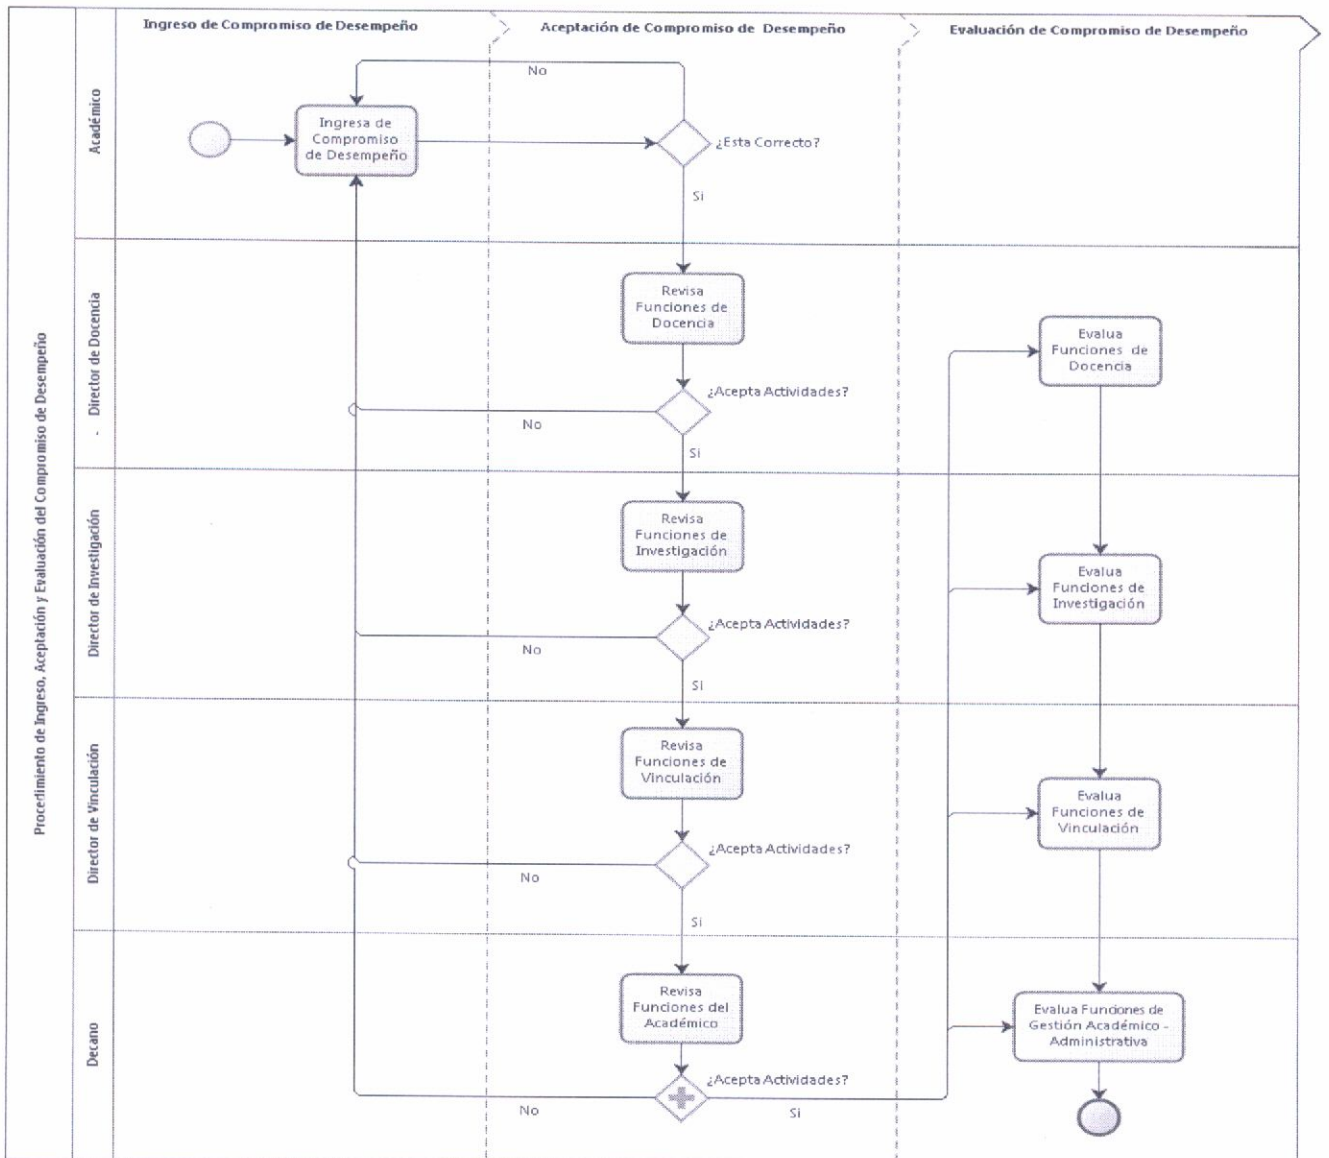 Procedimiento de Ingreso, Aceptación y Evaluación del Compromiso de Desempeño
Ingreso de Compromiso de Desempeño
Aceptación de Compromiso de Desempeño
Evaluación de Compromiso de Desempeño
Académico
No
Ingresa de
Compromiso
de Desempeño
¿Esta Correcto?
Si
Director de Docencia
Revisa
Funciones de
Docencia
¿Acepta Actividades?
No
Si
Evalua
Funciones de
Docencia
Director de Investigación
Revisa
Funciones de
Investigación
¿Acepta Actividades?
No
Si
Evalua
Funciones de
Investigación
Director de Vinculación
Revisa
Funciones de
Vinculación
¿Acepta Actividades?
No
Si
Evalua
Funciones de
Vinculación
Decano
Revisa
Funciones del
Académico
¿Acepta Actividades?
No
Si
Evalua Funciones de
Gestión Académico -
Administrativa